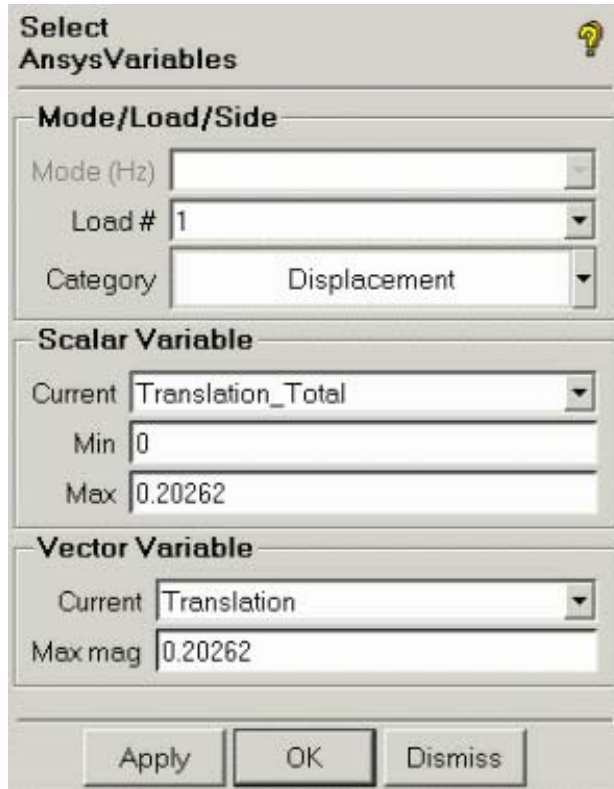 Select
AnsysVariables
Mode/Load/Side
Mode (Hz)
Load # 1
Category Displacement
Scalar Variable
Current Translation_Total
Min 0
Max 0.20262
Vector Variable
Current Translation
Max mag 0.20262
Apply OK Dismiss